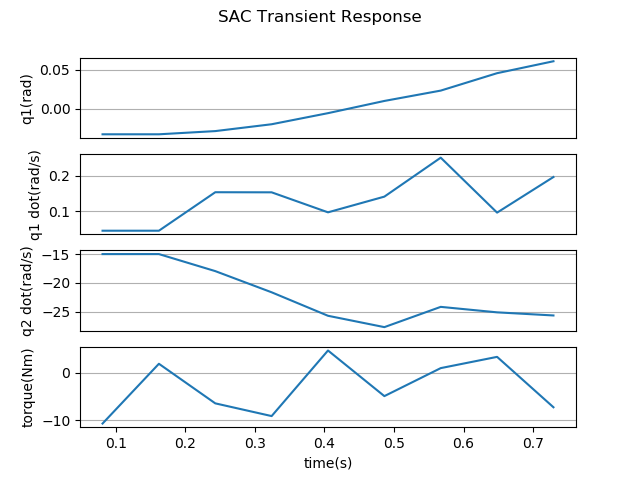 SAC Transient Response
q1(rad)
0.05
0.00
q1 dot(rad/s)
0.2
0.1
q2 dot(rad/s)
−15
−20
−25
torque(Nm)
0
−10
0.1 0.2 0.3 0.4 0.5 0.6 0.7
time(s)